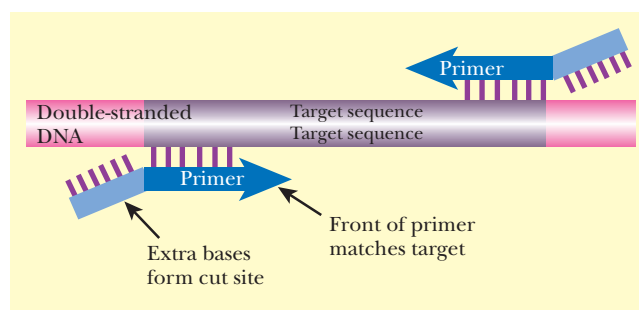 Primer
Double-stranded
DNA
Target sequence
Target sequence
Primer
Front of primer
matches target
Extra bases
form cut site